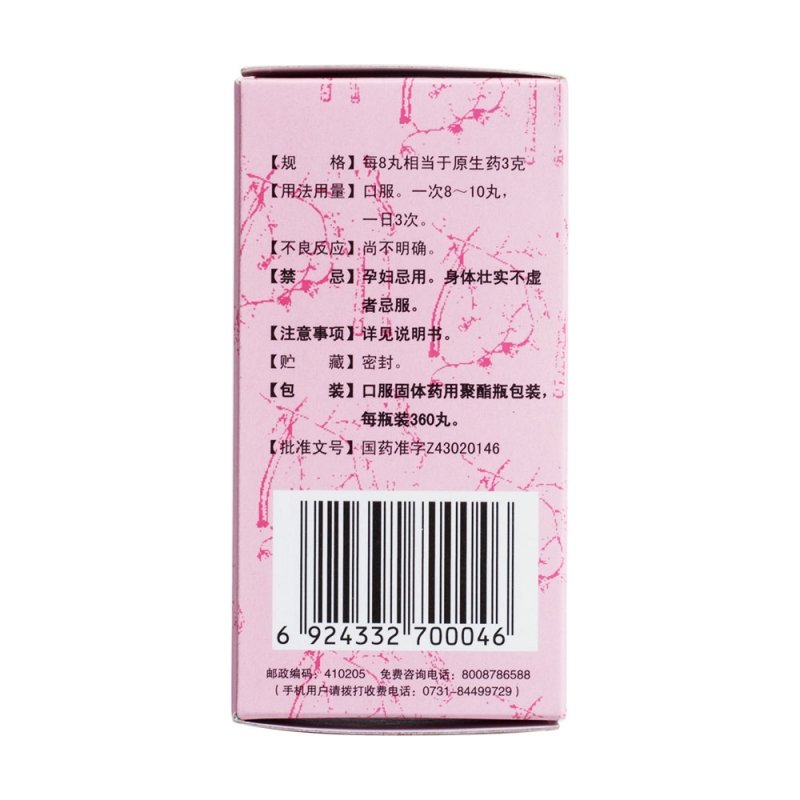 【规　　格】每8丸相当于原生药3克
【用法用量】口服。一次8～10丸，
一日3次。
【不良反应】尚不明确。
【禁　　忌】孕妇忌用。身体壮实不虚
者忌服。
【注意事项】详见说明书。
【贮　　藏】密封。
【包　　装】口服固体药用聚酯瓶包装，
每瓶装360丸。
【批准文号】国药准字Z43020146
6 924332 700046
邮政编码：410205　免费咨询电话：8008786588
（手机用户请拨打收费电话：0731-84499729）